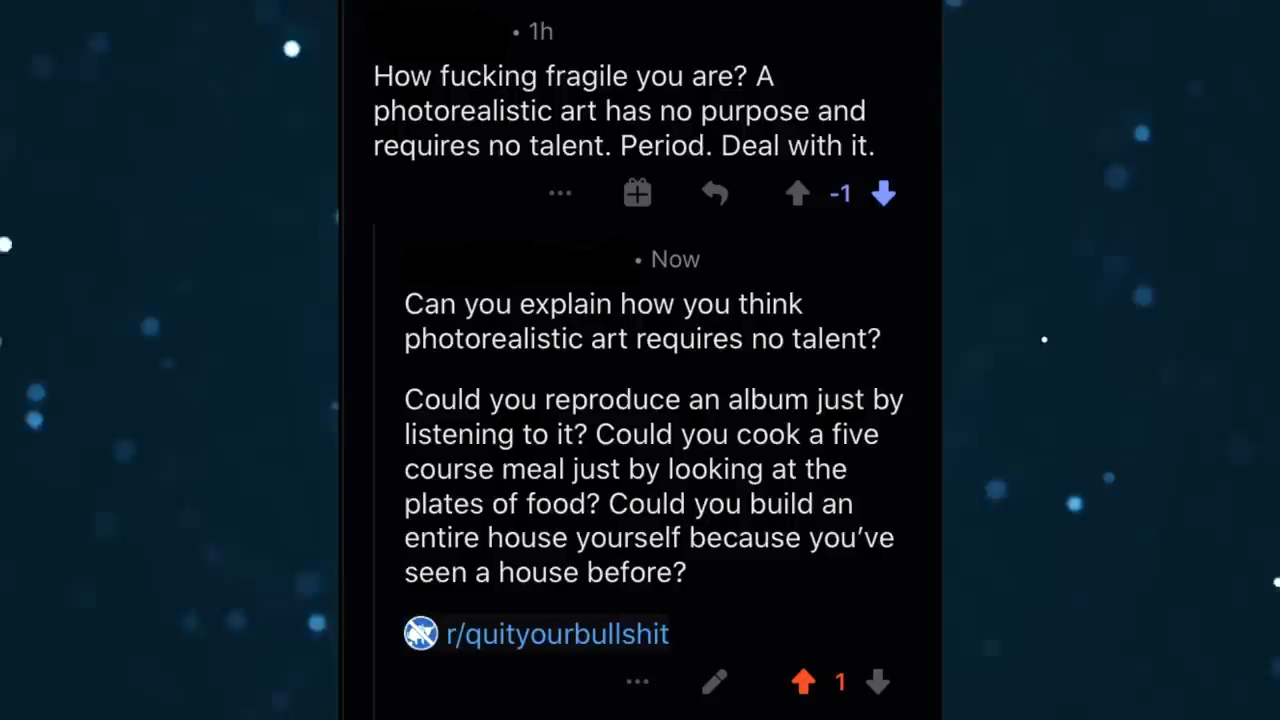 • 1h
How fucking fragile you are? A
photorealistic art has no purpose and
requires no talent. Period. Deal with it.
-1
• Now
Can you explain how you think
photorealistic art requires no talent?
Could you reproduce an album just by
listening to it? Could you cook a five
course meal just by looking at the
plates of food? Could you build an
entire house yourself because you’ve
seen a house before?
r/quityourbullshit
1